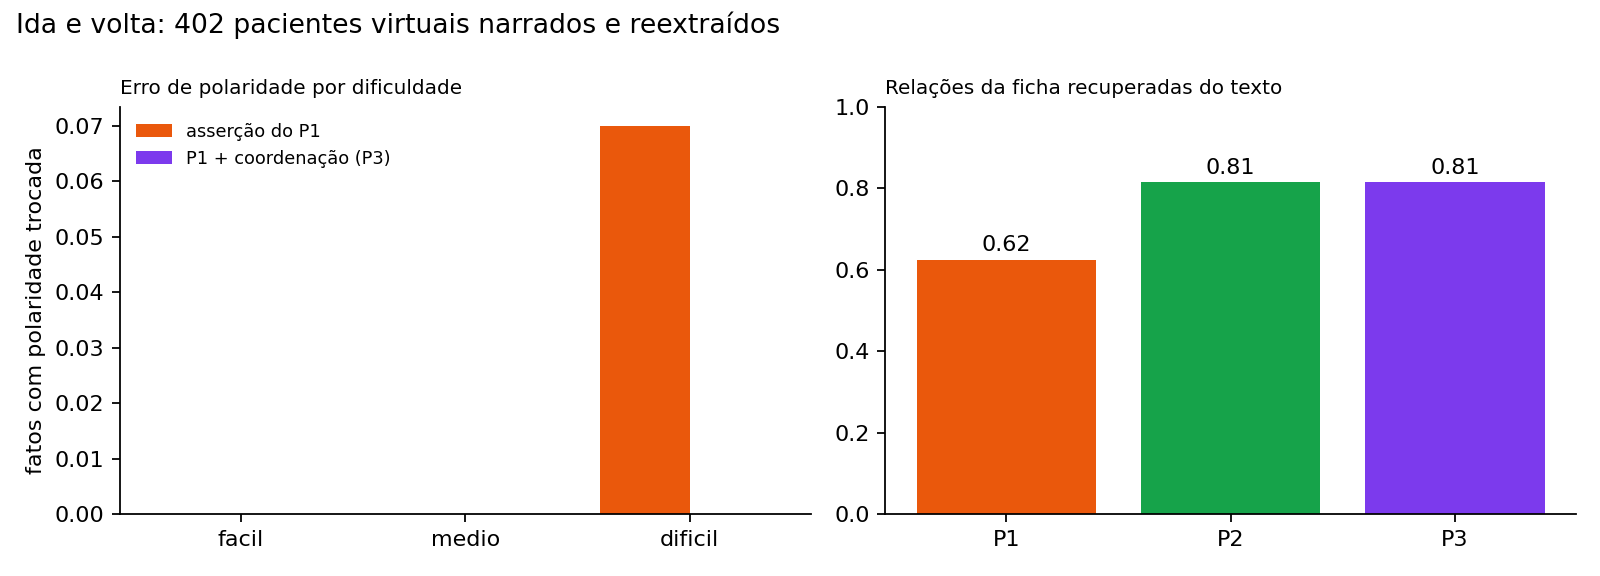 Ida e volta: 402 pacientes virtuais narrados e reextraídos
Erro de polaridade por dificuldade
fatos com polaridade trocada
0.07
0.06
0.05
0.04
0.03
0.02
0.01
0.00
asserção do P1
P1 + coordenação (P3)
facil
medio
dificil
Relações da ficha recuperadas do texto
1.0
0.8
0.6
0.4
0.2
0.0
0.62
0.81
0.81
P1
P2
P3